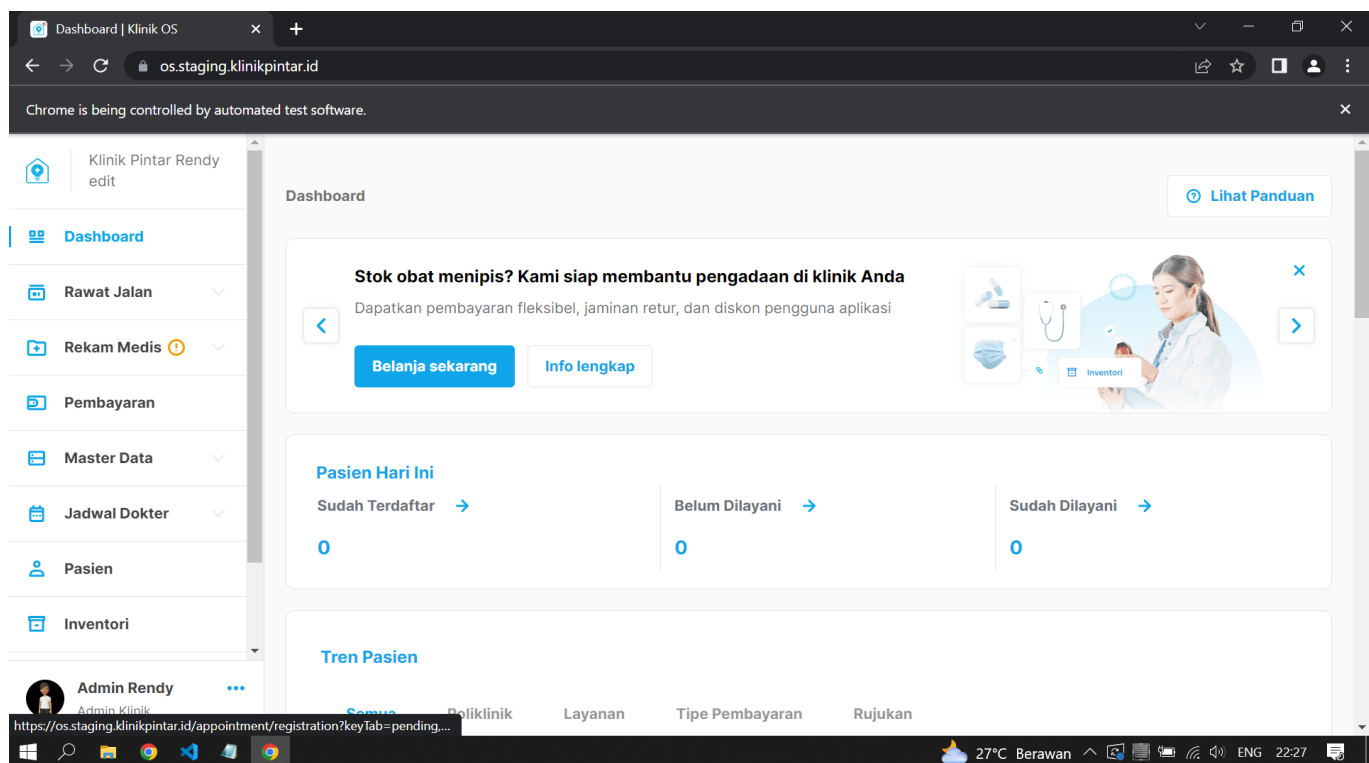 Dashboard | Klinik OS
os.staging.klinikpintar.id
Chrome is being controlled by automated test software.
Klinik Pintar Rendy
edit
Dashboard
Rawat Jalan
Rekam Medis
Pembayaran
Master Data
Jadwal Dokter
Pasien
Inventori
Admin Rendy
Admin Klinik
https://os.staging.klinikpintar.id/appointment/registration?keyTab=pending,...
Dashboard
Lihat Panduan
Stok obat menipis? Kami siap membantu pengadaan di klinik Anda
Dapatkan pembayaran fleksibel, jaminan retur, dan diskon pengguna aplikasi
Belanja sekarang
Info lengkap
Inventori
Pasien Hari Ini
Sudah Terdaftar
0
Belum Dilayani
0
Sudah Dilayani
0
Tren Pasien
Semua
Poliklinik
Layanan
Tipe Pembayaran
Rujukan
27°C Berawan
ENG
22:27